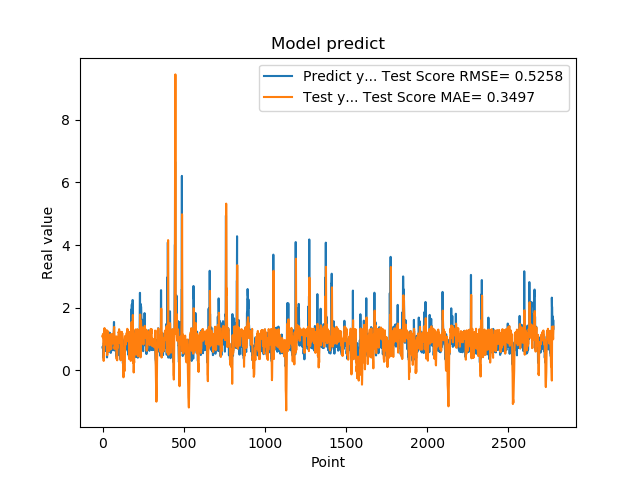 Model predict
Predict y... Test Score RMSE= 0.5258
Test y... Test Score MAE= 0.3497
Real value
8
6
4
2
0
0 500 1000 1500 2000 2500
Point